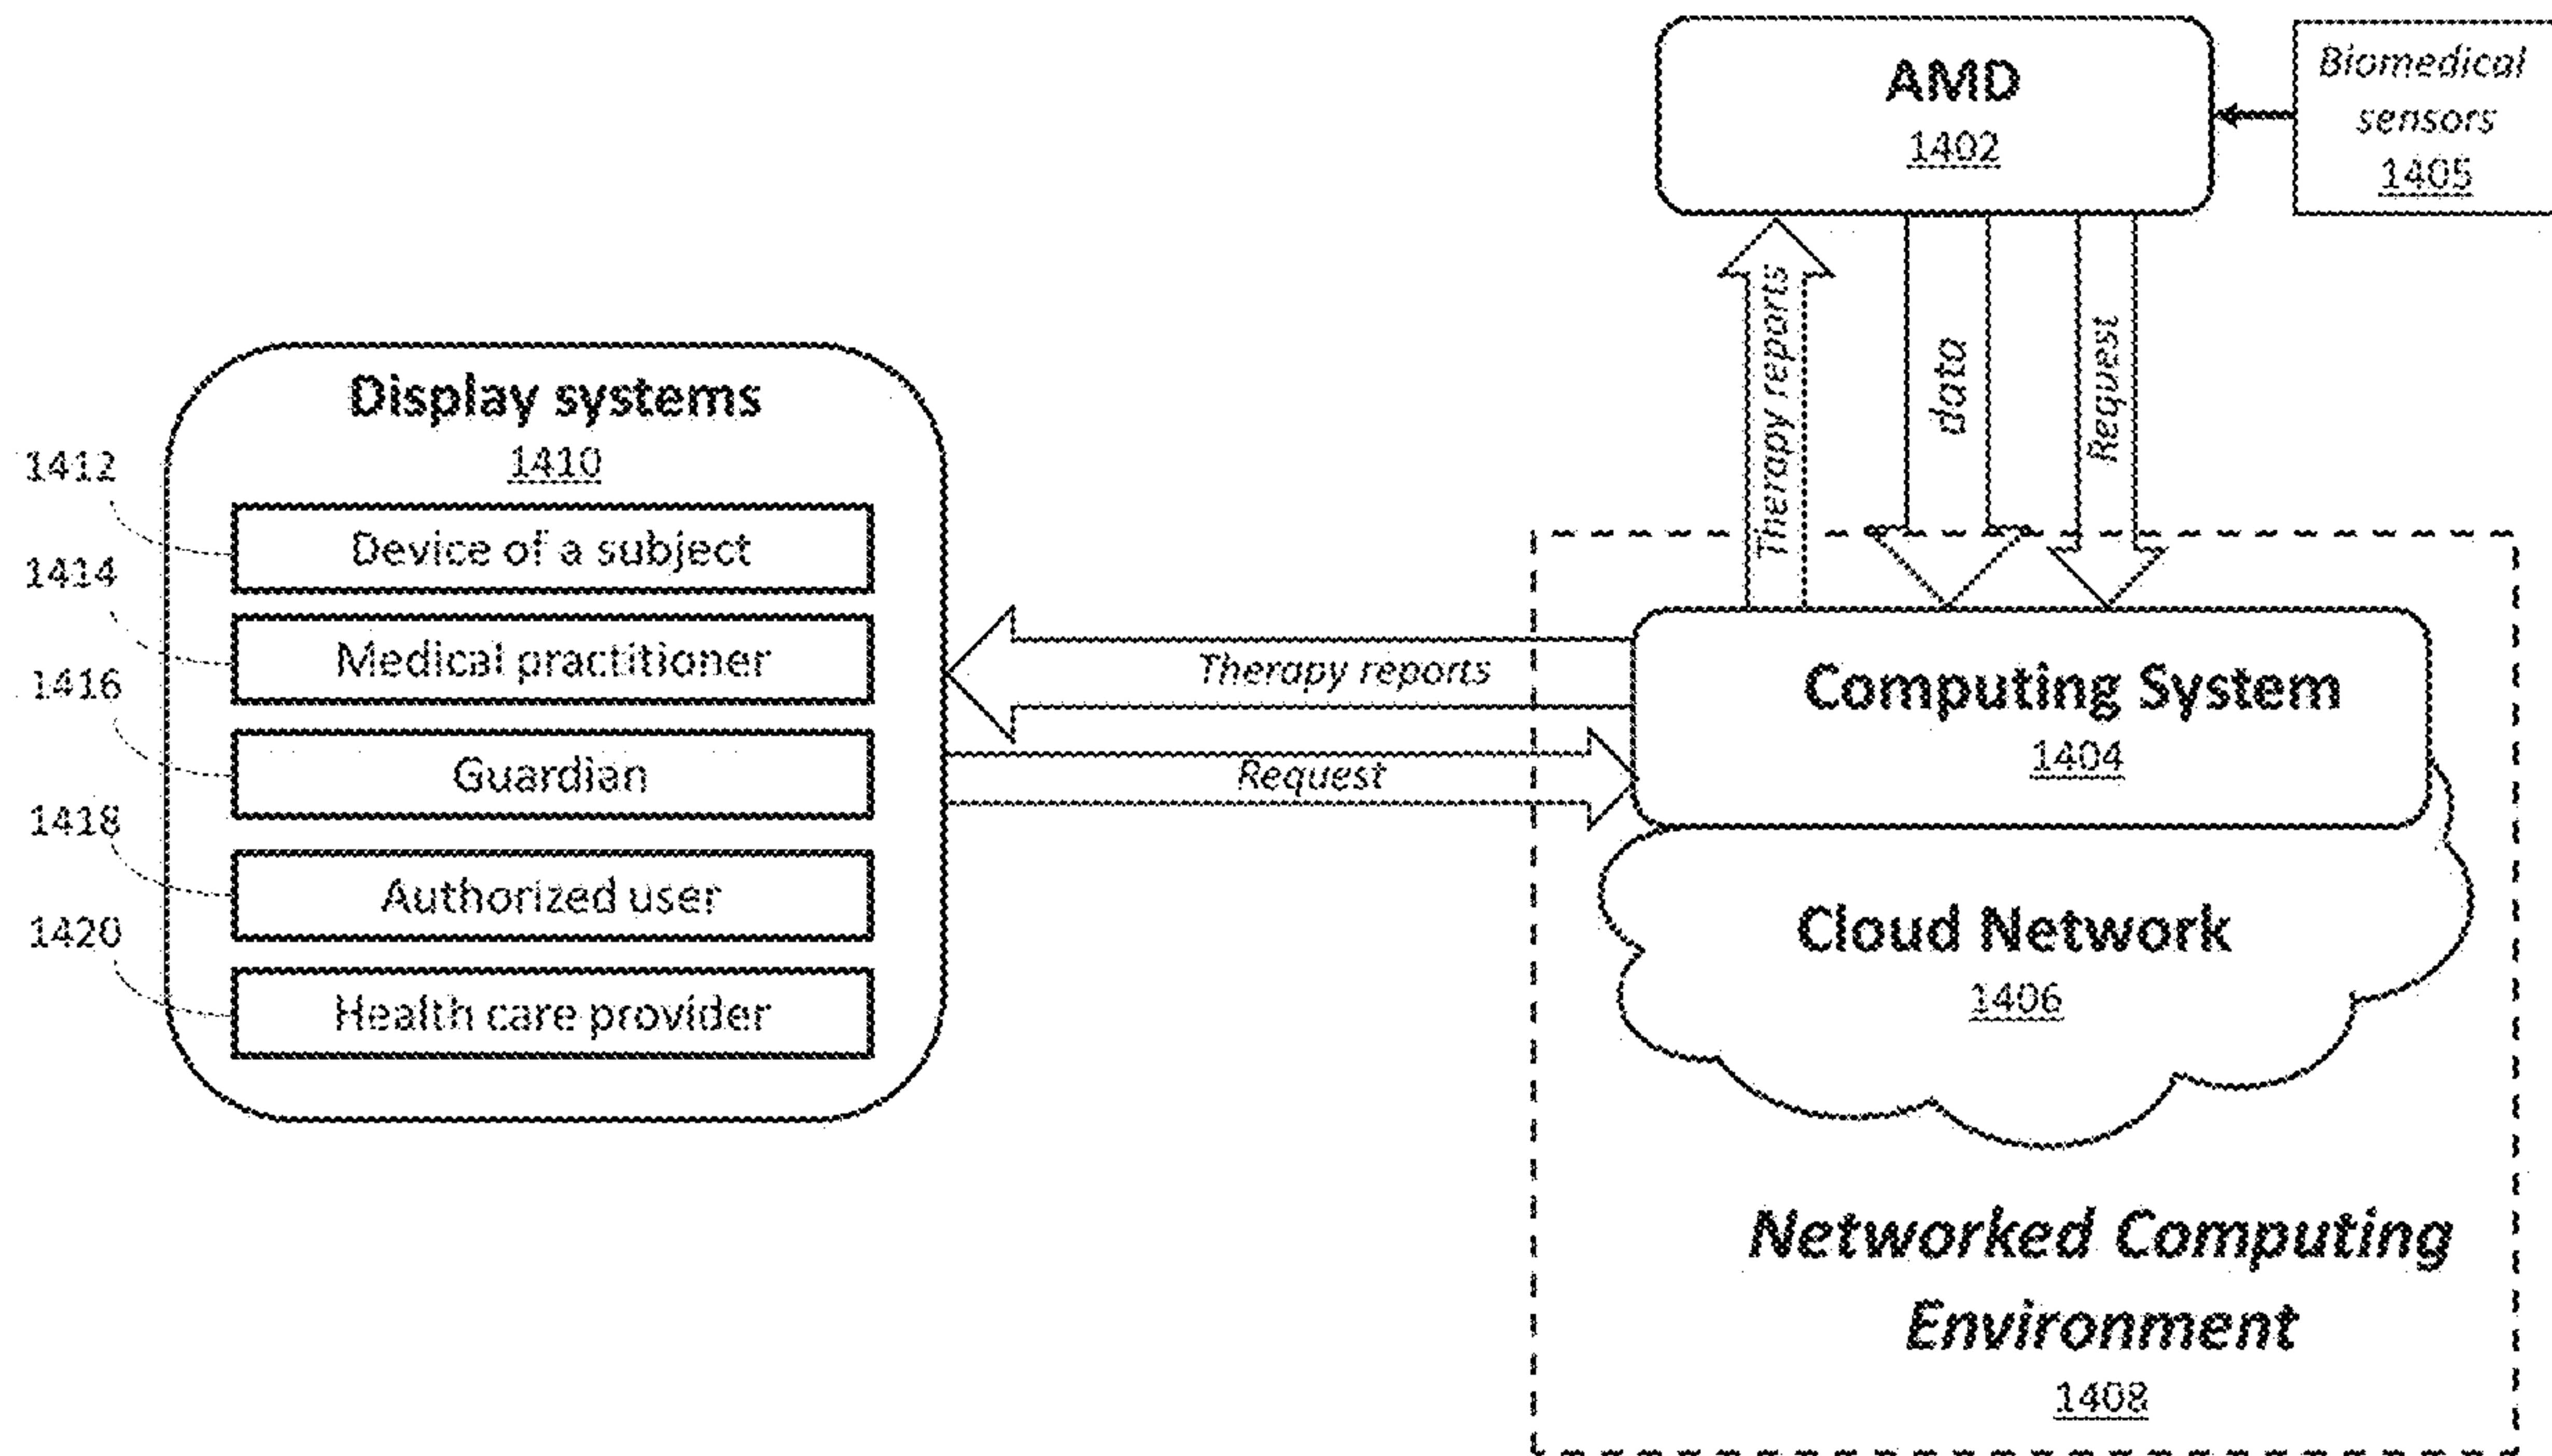 AMD
1402
Biomedical
sensors
1405
Therapy reports
data
Request
Display systems
1410
1412
Device of a subject
1414
Medical practitioner
1416
Guardian
1418
Authorized user
1420
Health care provider
Therapy reports
Request
Computing System
1404
Cloud Network
1406
Networked Computing
Environment
1408